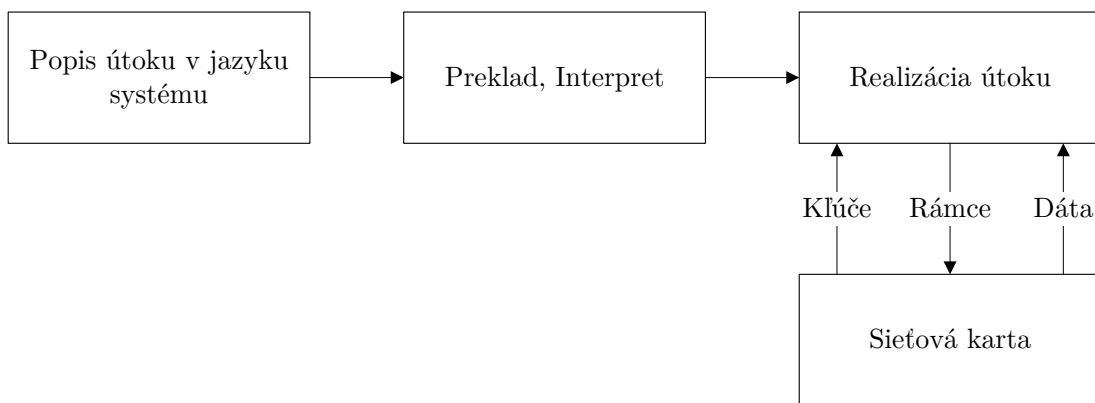 Popis útoku v jazyku
systému
Preklad, Interpret
Realizácia útoku
Kľúče
Rámce
Dáta
Sieťová karta